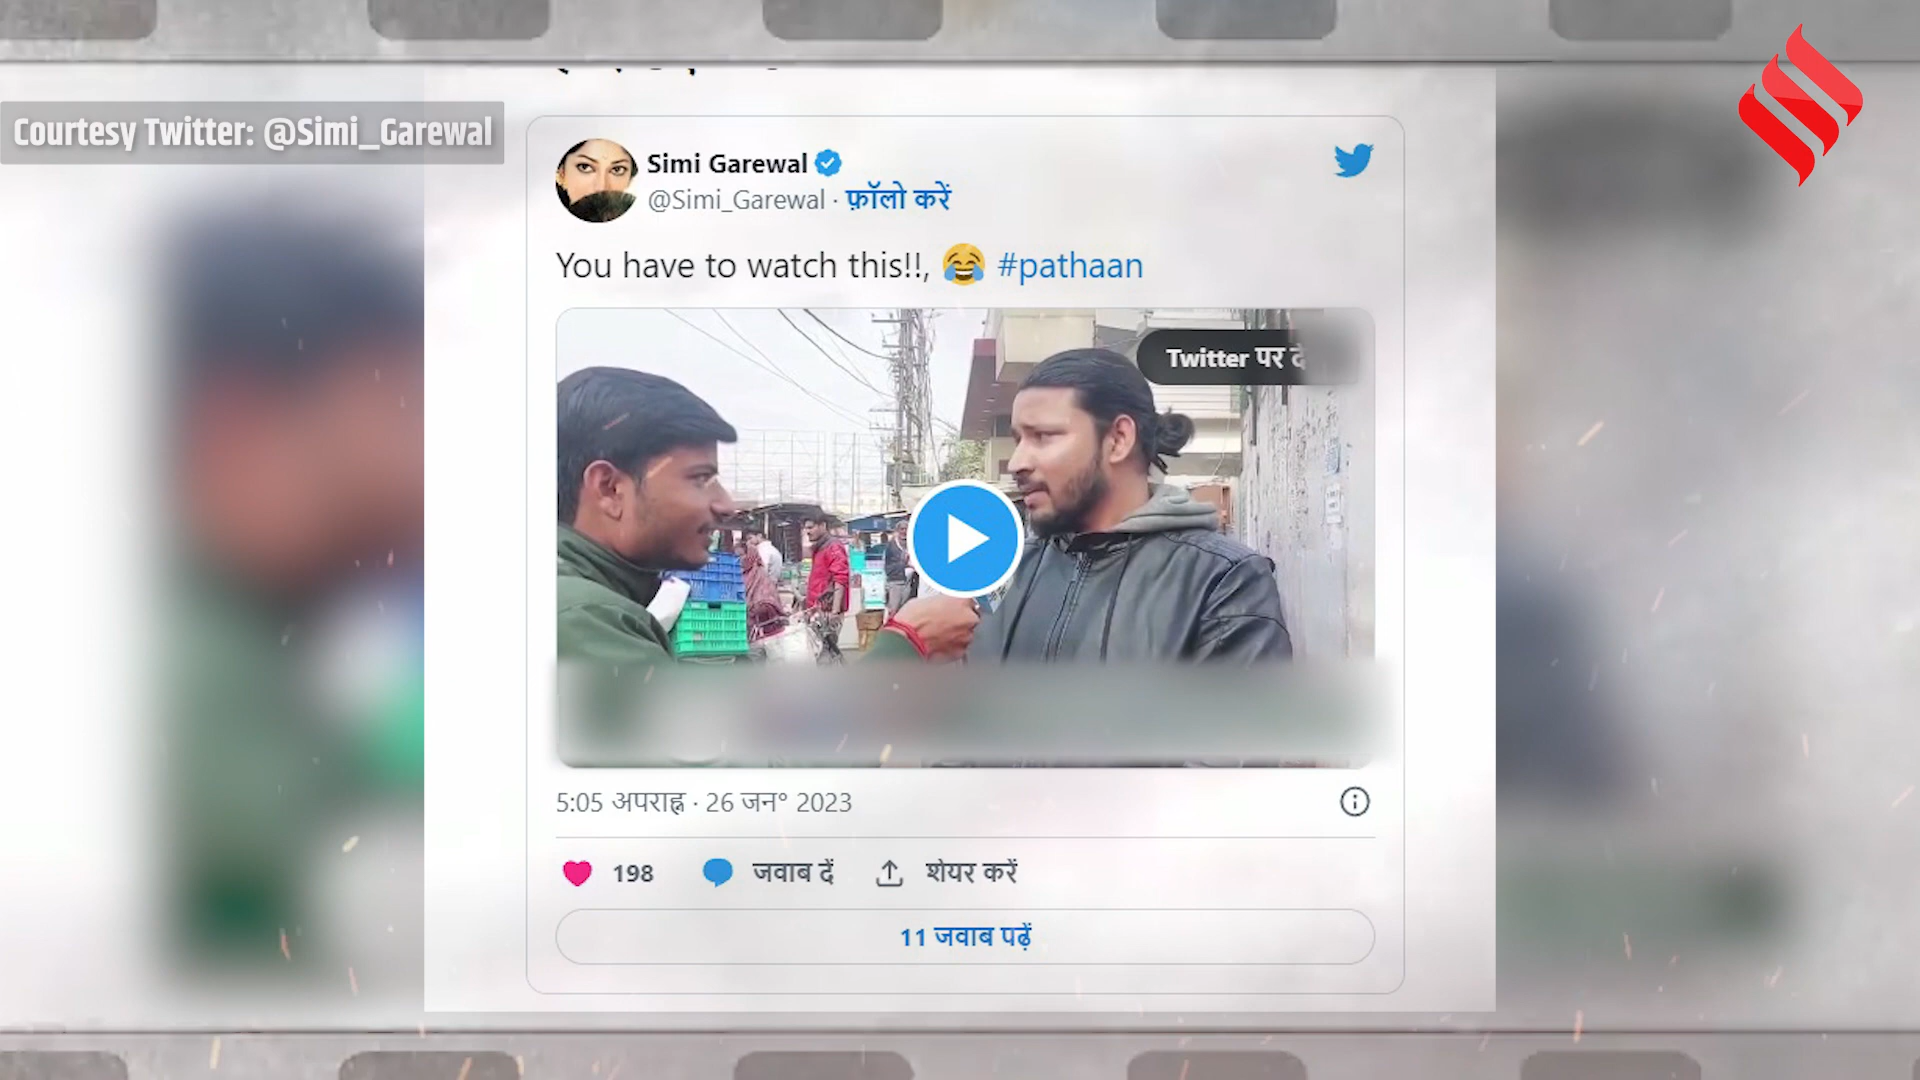 Courtesy Twitter: @Simi_Garewal
Simi Garewal
@Simi_Garewal · फ़ॉलो करें
You have to watch this!!, 😂 #pathaan
Twitter पर
5:05 अपराह्न · 26 जन॰ 2023
198 जवाब दें शेयर करें
11 जवाब पढ़ें